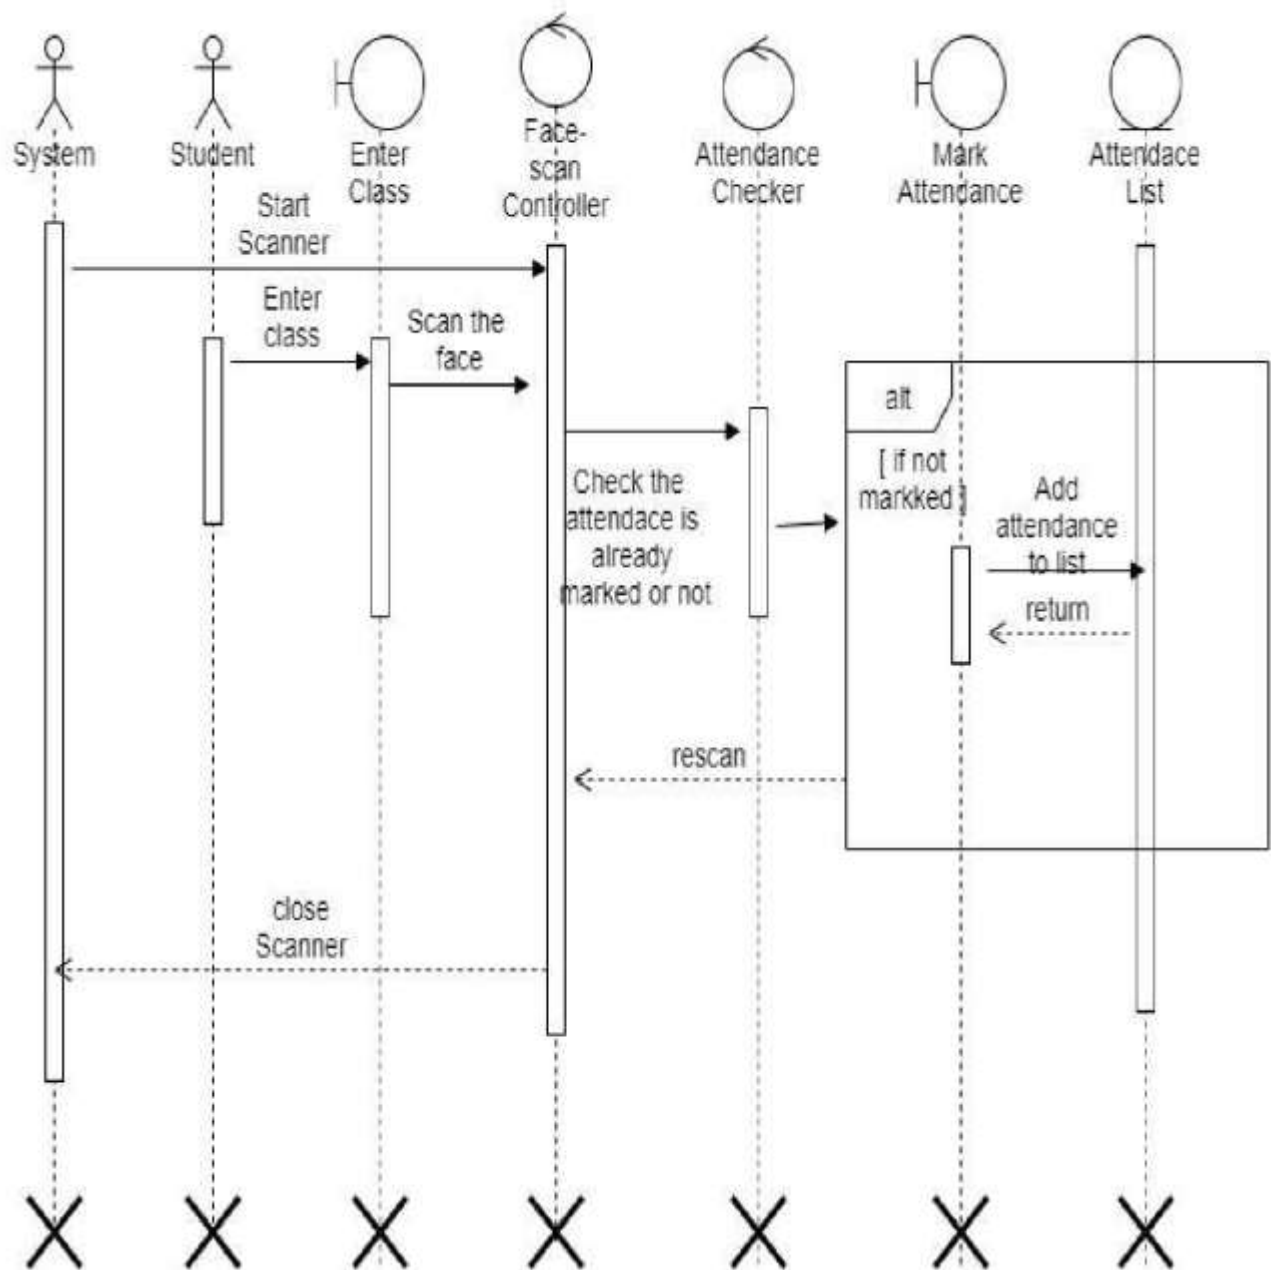 System
Student
Enter
Class
Face-
scan
Controller
Attendance
Checker
Mark
Attendance
Attendace
List
Start
Scanner
Enter
class
Scan the
face
alt
[ if not
markked ]
Check the
attendace is
already
marked or not
Add
attendance
to list
return
rescan
close
Scanner